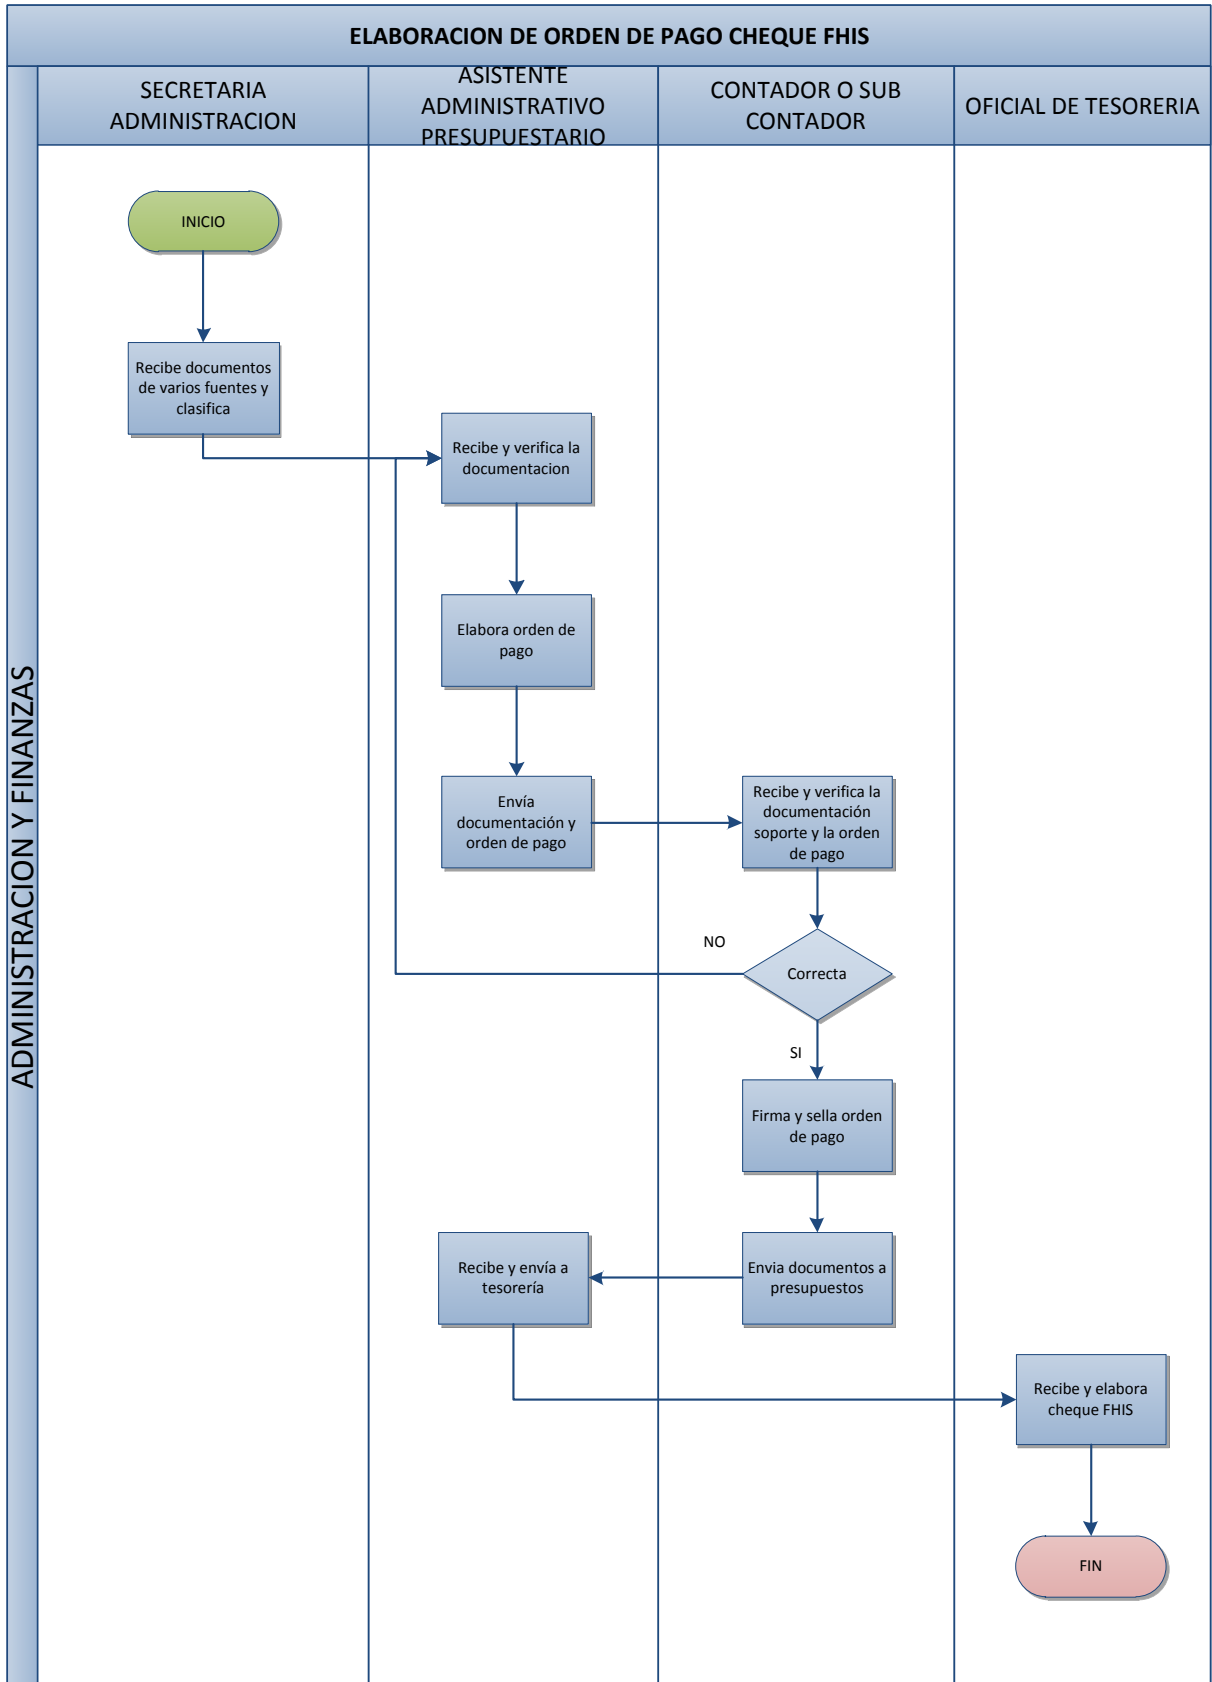 ELABORACION DE ORDEN DE PAGO CHEQUE FHIS
ADMINISTRACION Y FINANZAS
SECRETARIA
ADMINISTRACION
ASISTENTE
ADMINISTRATIVO
PRESUPUESTARIO
CONTADOR O SUB
CONTADOR
OFICIAL DE TESORERIA
INICIO
Recibe documentos
de varios fuentes y
clasifica
Recibe y verifica la
documentacion
Elabora orden de
pago
Envía
documentación y
orden de pago
Recibe y verifica la
documentación
soporte y la orden
de pago
NO
Correcta
SI
Firma y sella orden
de pago
Envia documentos a
presupuestos
Recibe y envía a
tesorería
Recibe y elabora
cheque FHIS
FIN